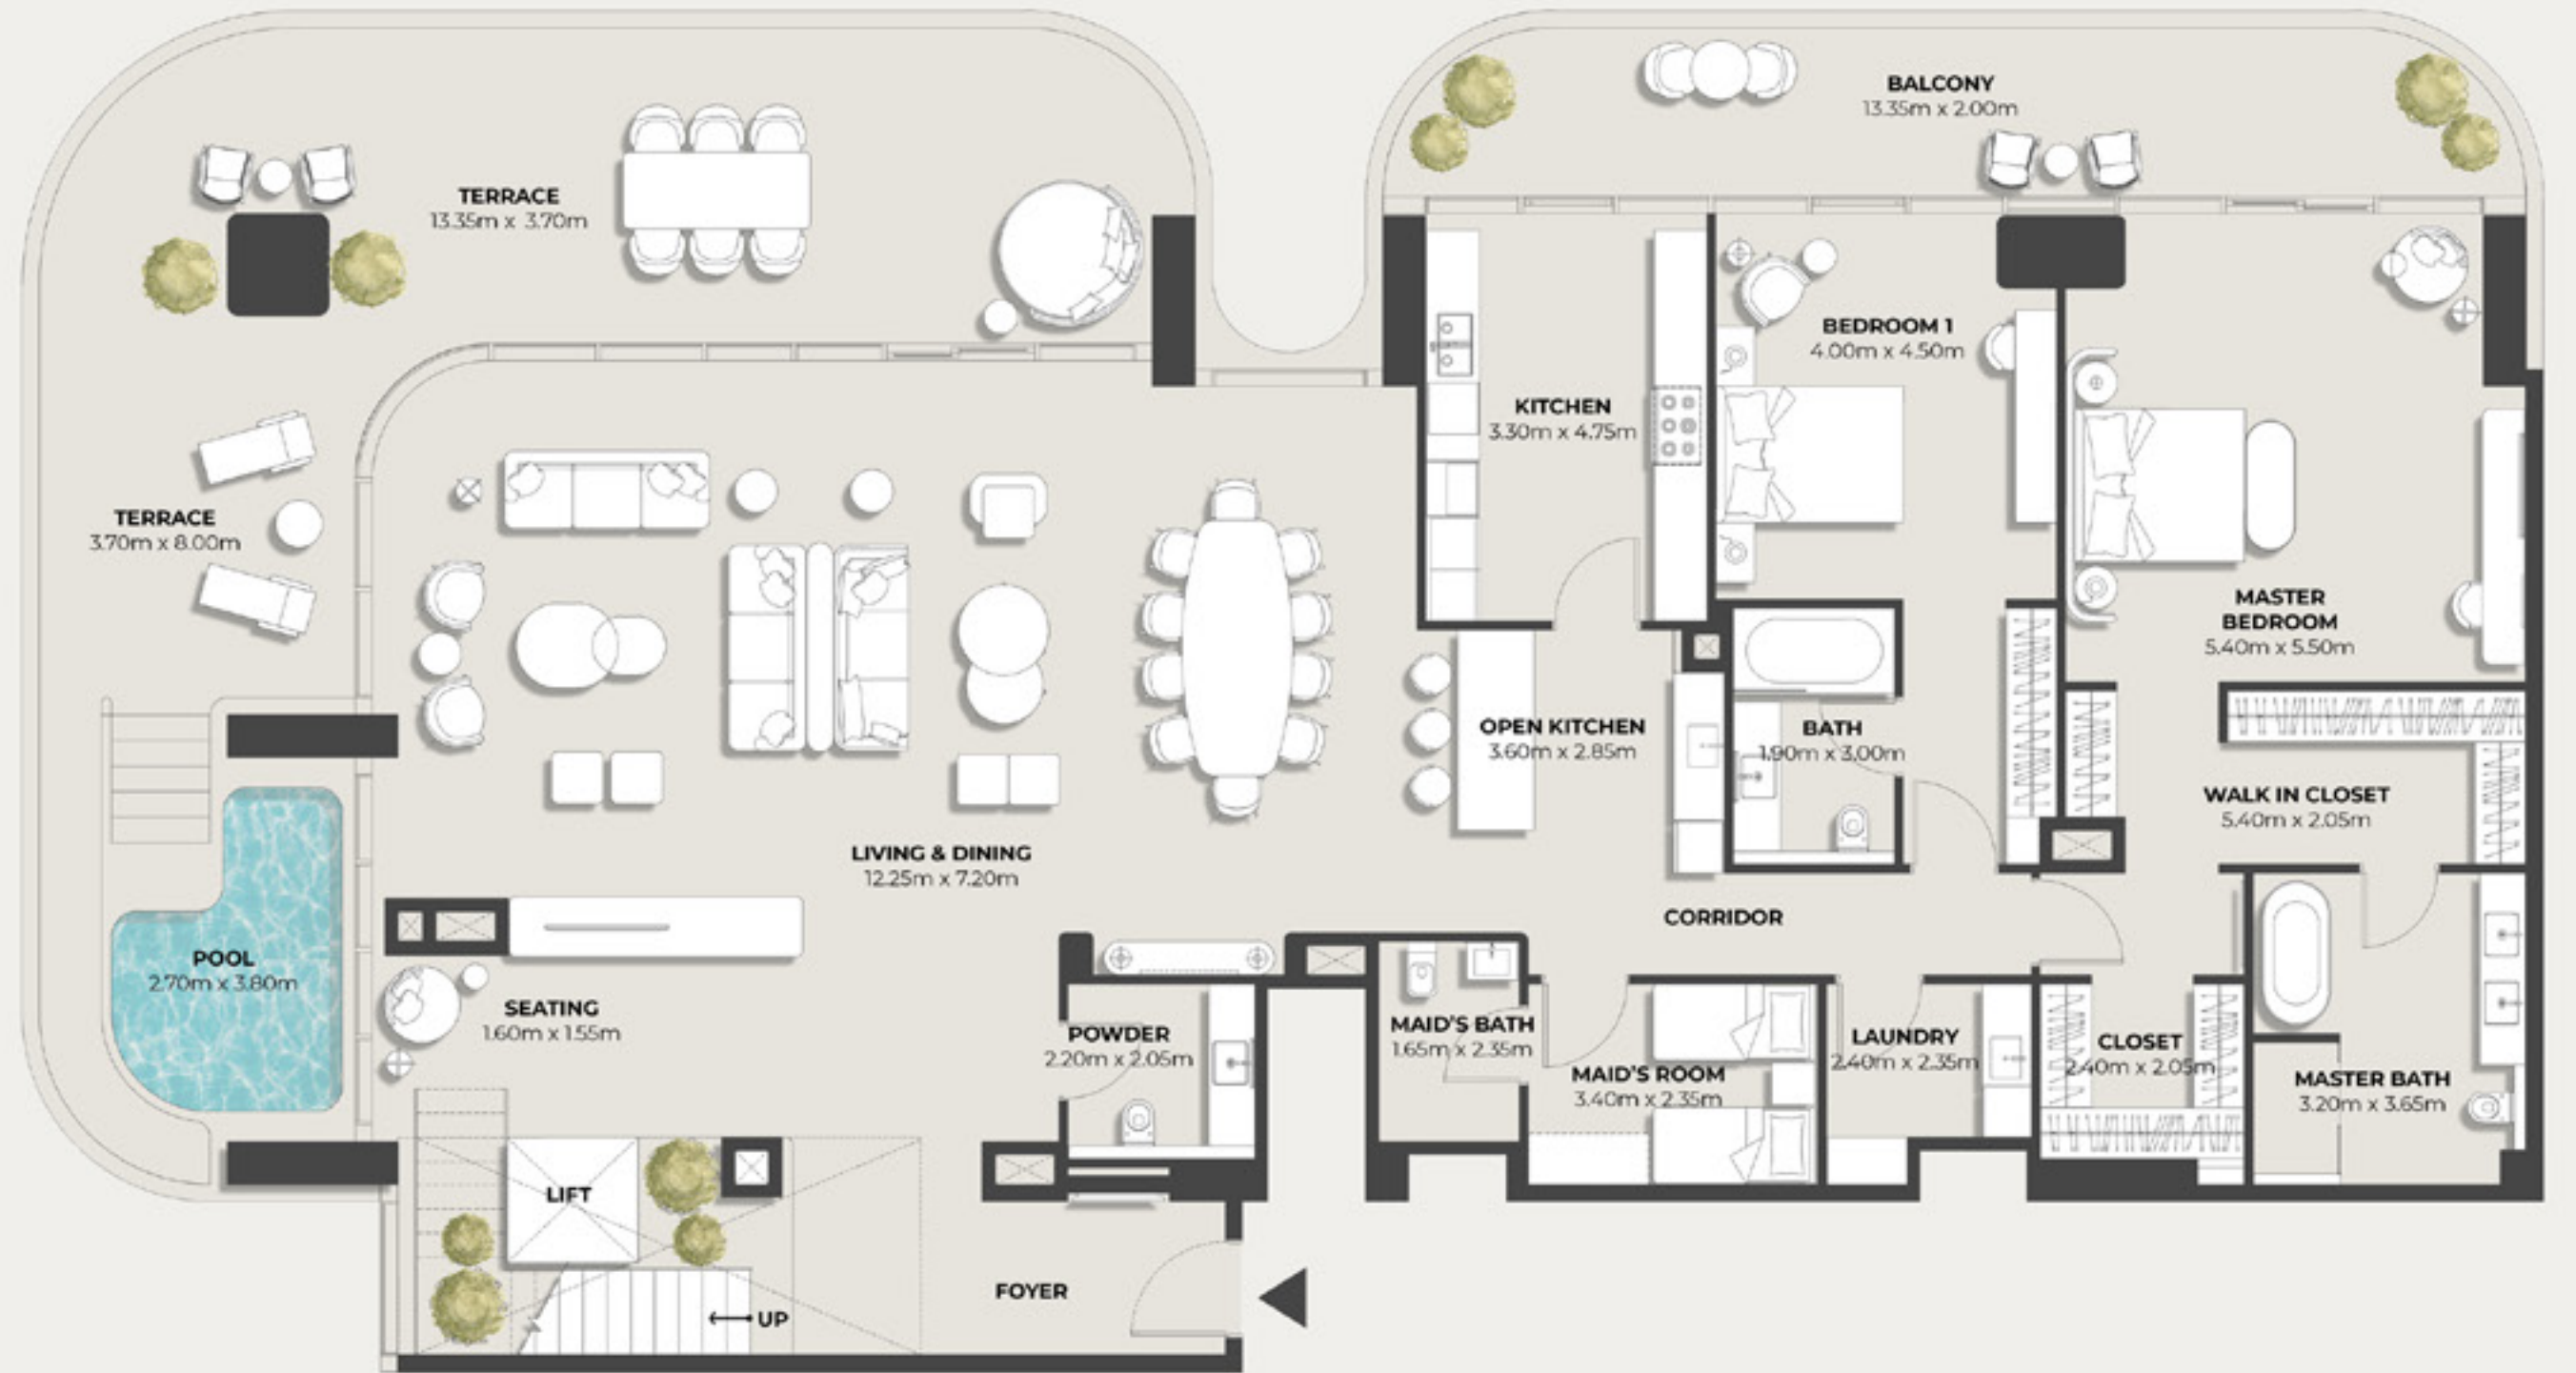 BALCONY
13.35m x 2.00m
TERRACE
13.35m x 3.70m
BEDROOM 1
4.00m x 4.50m
KITCHEN
3.30m x 4.75m
TERRACE
3.70m x 8.00m
MASTER
BEDROOM
5.40m x 5.50m
OPEN KITCHEN
3.60m x 2.85m
BATH
1.90m x 3.00m
WALK IN CLOSET
5.40m x 2.05m
LIVING & DINING
12.25m x 7.20m
CORRIDOR
POOL
2.70m x 3.80m
SEATING
1.60m x 1.55m
POWDER
2.20m x 2.05m
MAID'S BATH
1.65m x 2.35m
MAID'S ROOM
3.40m x 2.35m
LAUNDRY
2.40m x 2.35m
CLOSET
2.40m x 2.05m
MASTER BATH
3.20m x 3.65m
LIFT
FOYER
UP